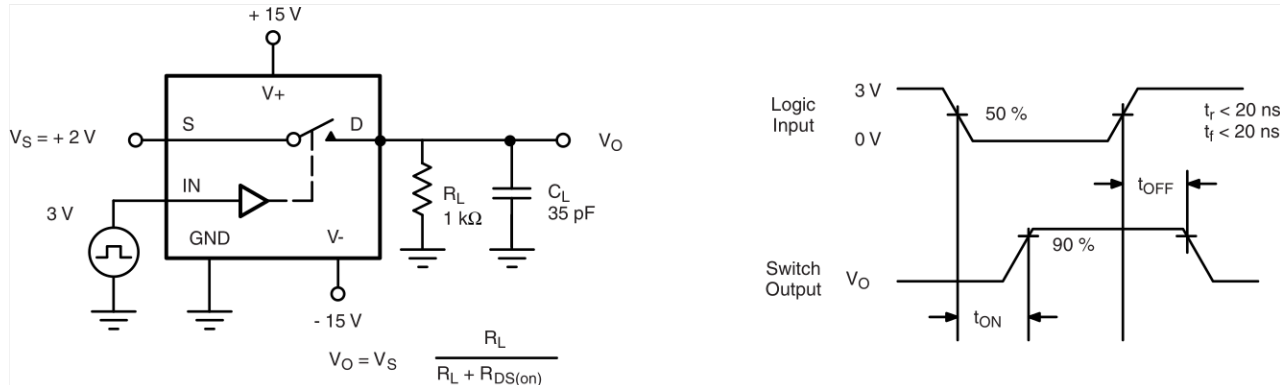 + 15 V
V+
S
D
V_S = + 2 V
V_O
IN
R_L
1 kΩ
C_L
35 pF
3 V
GND
V-
- 15 V
V_O = V_S R_L
R_L + R_DS(on)
Logic
Input
3 V
0 V
50 %
t_r < 20 ns
t_f < 20 ns
t_OFF
90 %
Switch
Output
V_O
t_ON